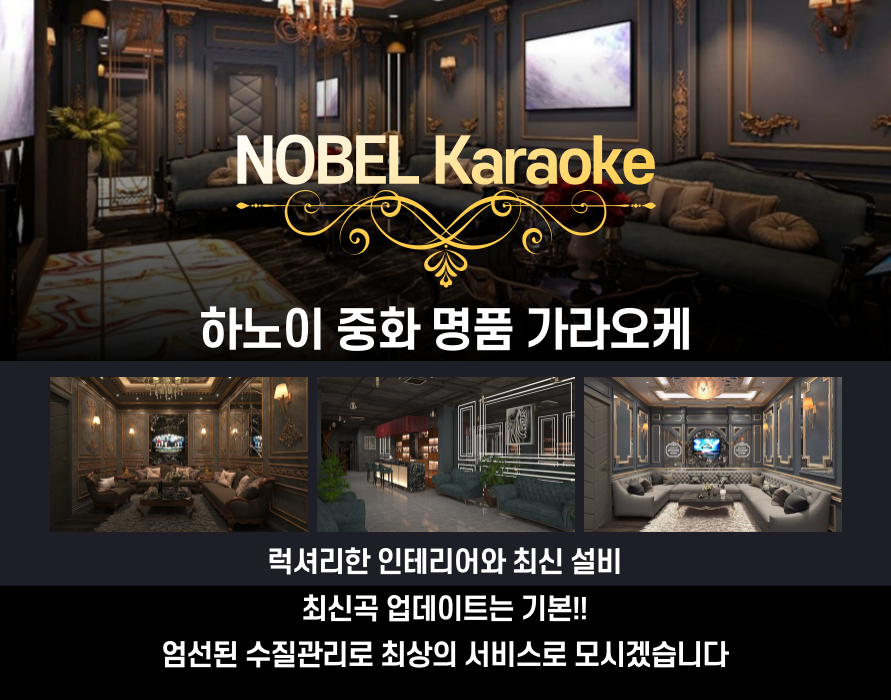 NOBEL Karaoke
하노이 중화 명품 가라오케
럭셔리한 인테리어와 최신 설비
최신곡 업데이트는 기본!!
엄선된 수질관리로 최상의 서비스로 모시겠습니다